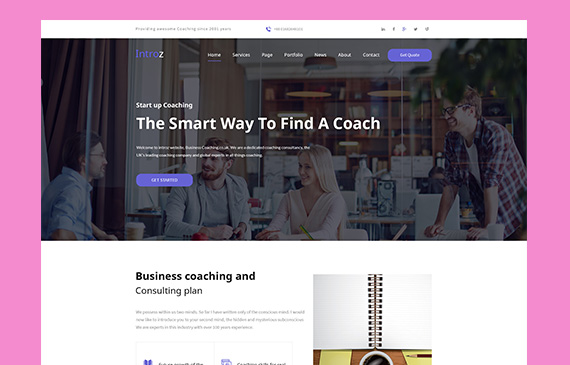 Providing awesome Coaching since 2001 years
Introz
Home Services Page Portfolio News About Contact Get Quote
Start up Coaching
The Smart Way To Find A Coach
Welcome to Introz website, Business Coaching.co.uk. We are a dedicated coaching consultancy, the
UK's leading coaching company and global experts in all things coaching.
GET STARTED
Business coaching and
Consulting plan
We possess within us two minds. So far I have written only of the conscious mind. I would
now like to introduce you to your second mind, the hidden and mysterious subconscious.
We are experts in this industry with over 100 years experience.
Future growth of the